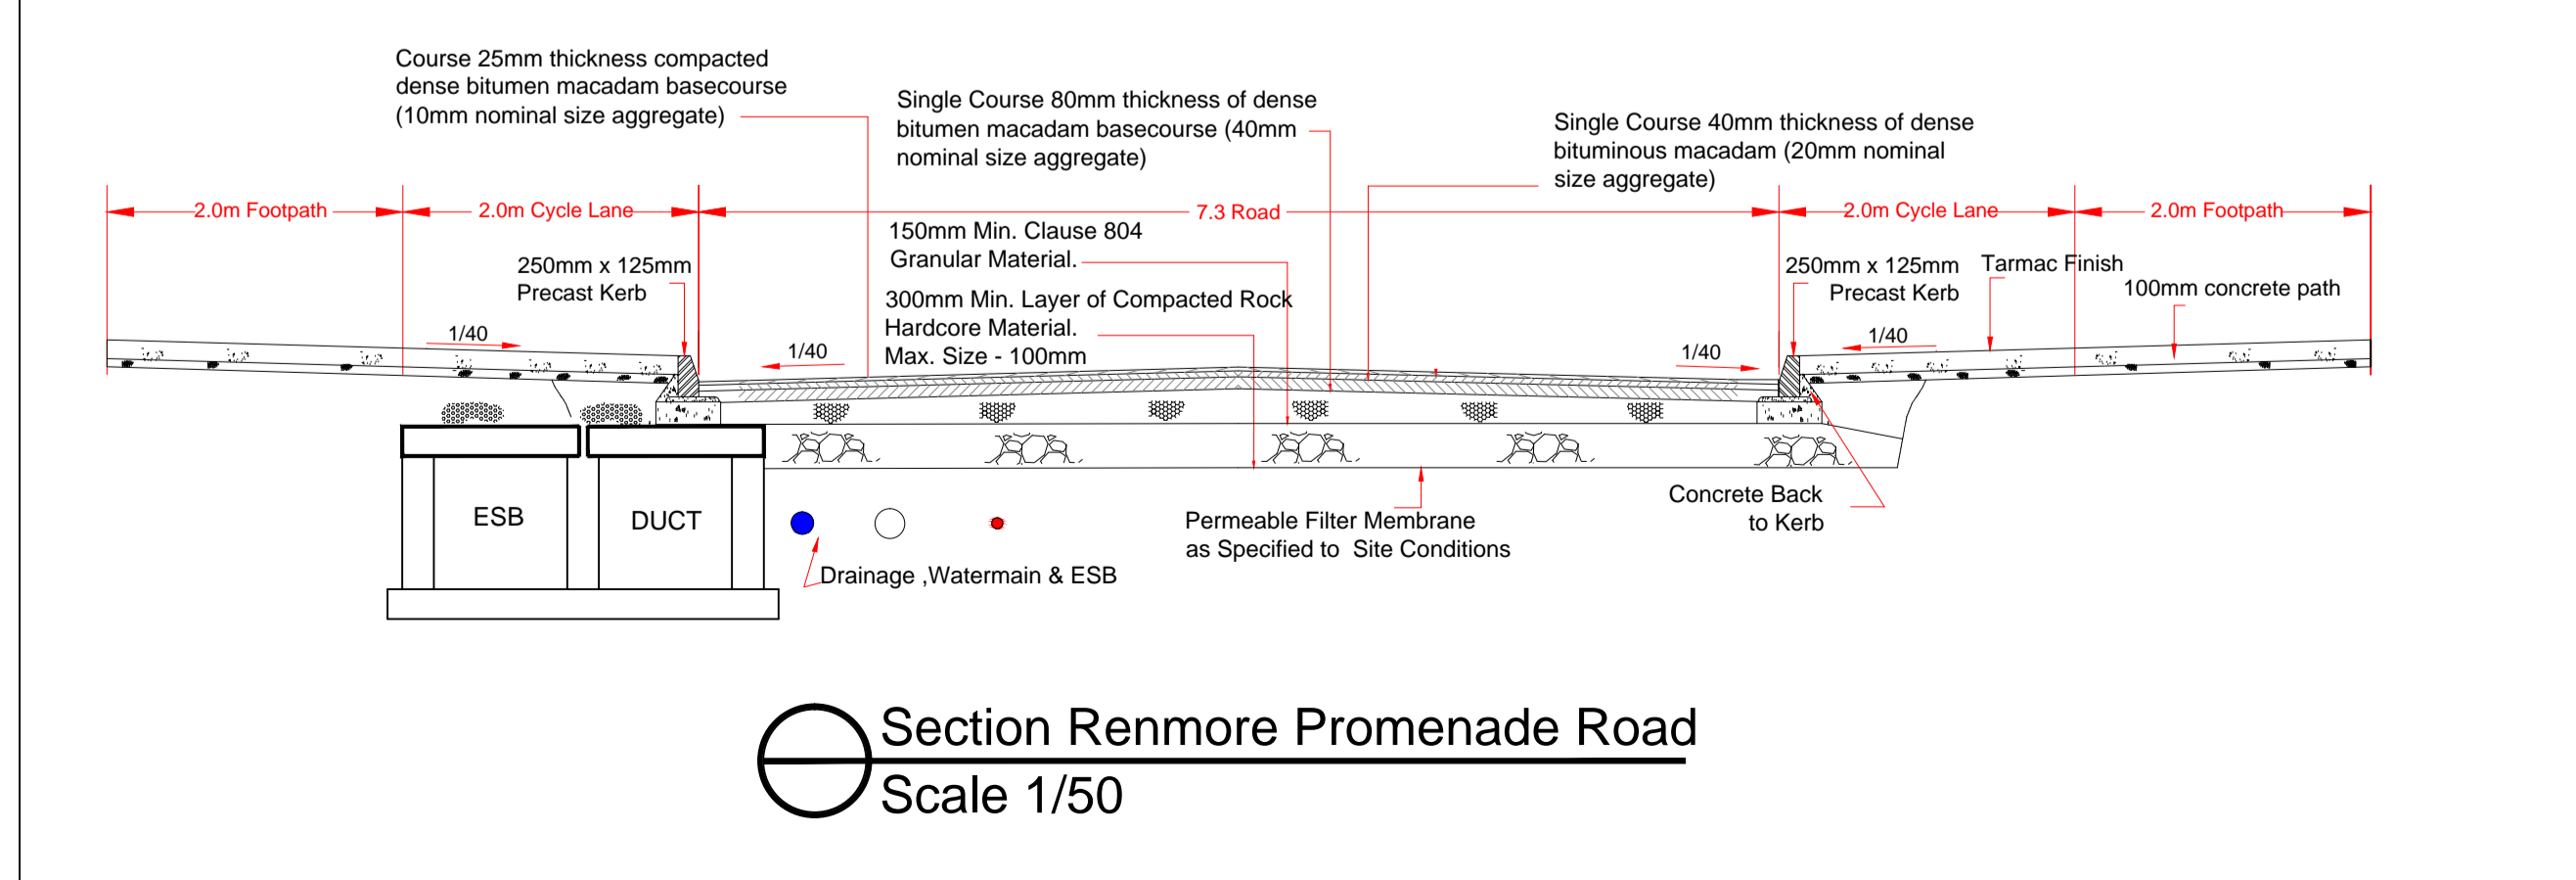 Course 25mm thickness compacted
dense bitumen macadam basecourse
(10mm nominal size aggregate)
Single Course 80mm thickness of dense
bitumen macadam basecourse (40mm
nominal size aggregate)
Single Course 40mm thickness of dense
bituminous macadam (20mm nominal
size aggregate)
2.0m Footpath
2.0m Cycle Lane
7.3 Road
2.0m Cycle Lane
2.0m Footpath
150mm Min. Clause 804
Granular Material.
250mm x 125mm
Precast Kerb
300mm Min. Layer of Compacted Rock
Hardcore Material.
Max. Size - 100mm
250mm x 125mm
Precast Kerb
Tarmac Finish
100mm concrete path
1/40
1/40
1/40
1/40
ESB
DUCT
Drainage ,Watermain & ESB
Permeable Filter Membrane
as Specified to  Site Conditions
Concrete Back
to Kerb
Section Renmore Promenade Road
Scale 1/50